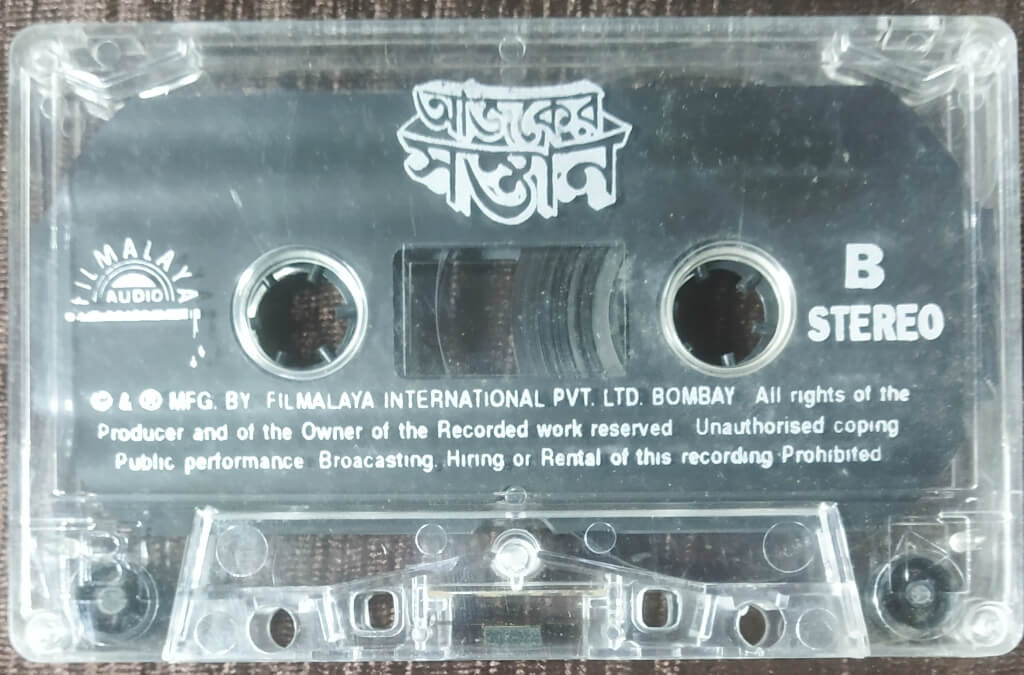 আজকের
সন্তান
FILMALAYA
AUDIO
B
STEREO
© & ℗ MFG. BY FILMALAYA INTERNATIONAL PVT. LTD. BOMBAY All rights of the
Producer and of the Owner of the Recorded work reserved Unauthorised coping
Public performance Broacasting. Hiring or Rental of this recording Prohibited